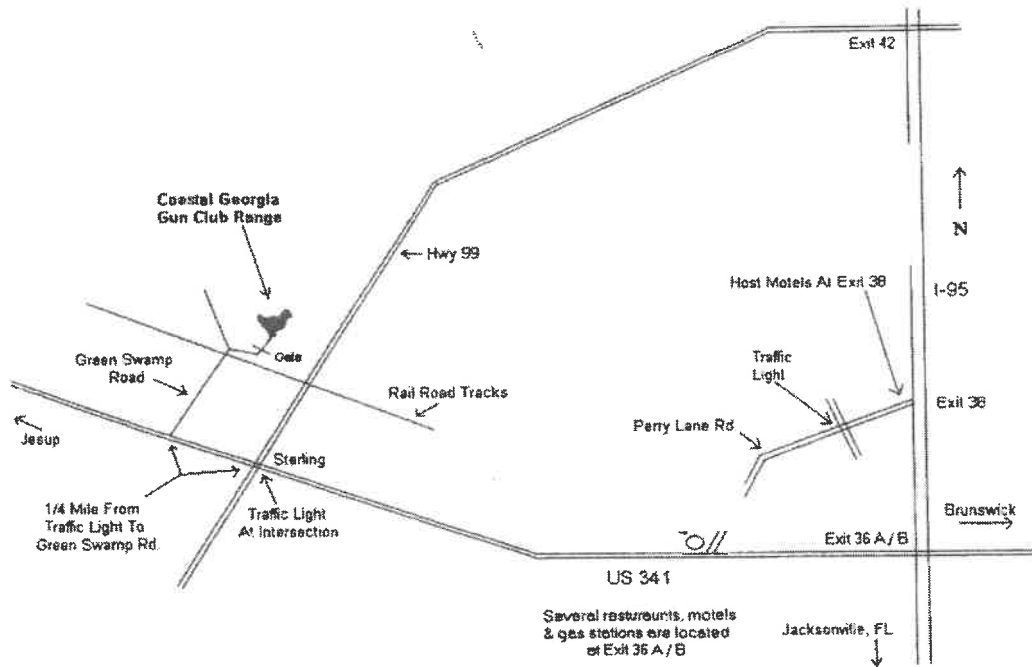 Exit 42
Coastal Georgia
Gun Club Range
N
Hwy 99
Host Motels At Exit 38
I-95
Gate
Green Swamp
Road
Traffic
Light
Rail Road Tracks
Exit 38
Jesup
Perry Lane Rd
Sterling
1/4 Mile From
Traffic Light To
Green Swamp Rd.
Traffic Light
At Intersection
Brunswick
Exit 36 A / B
US 341
Several resturaunts, motels
& gas stations are located
at Exit 36 A / B
Jacksonville, FL